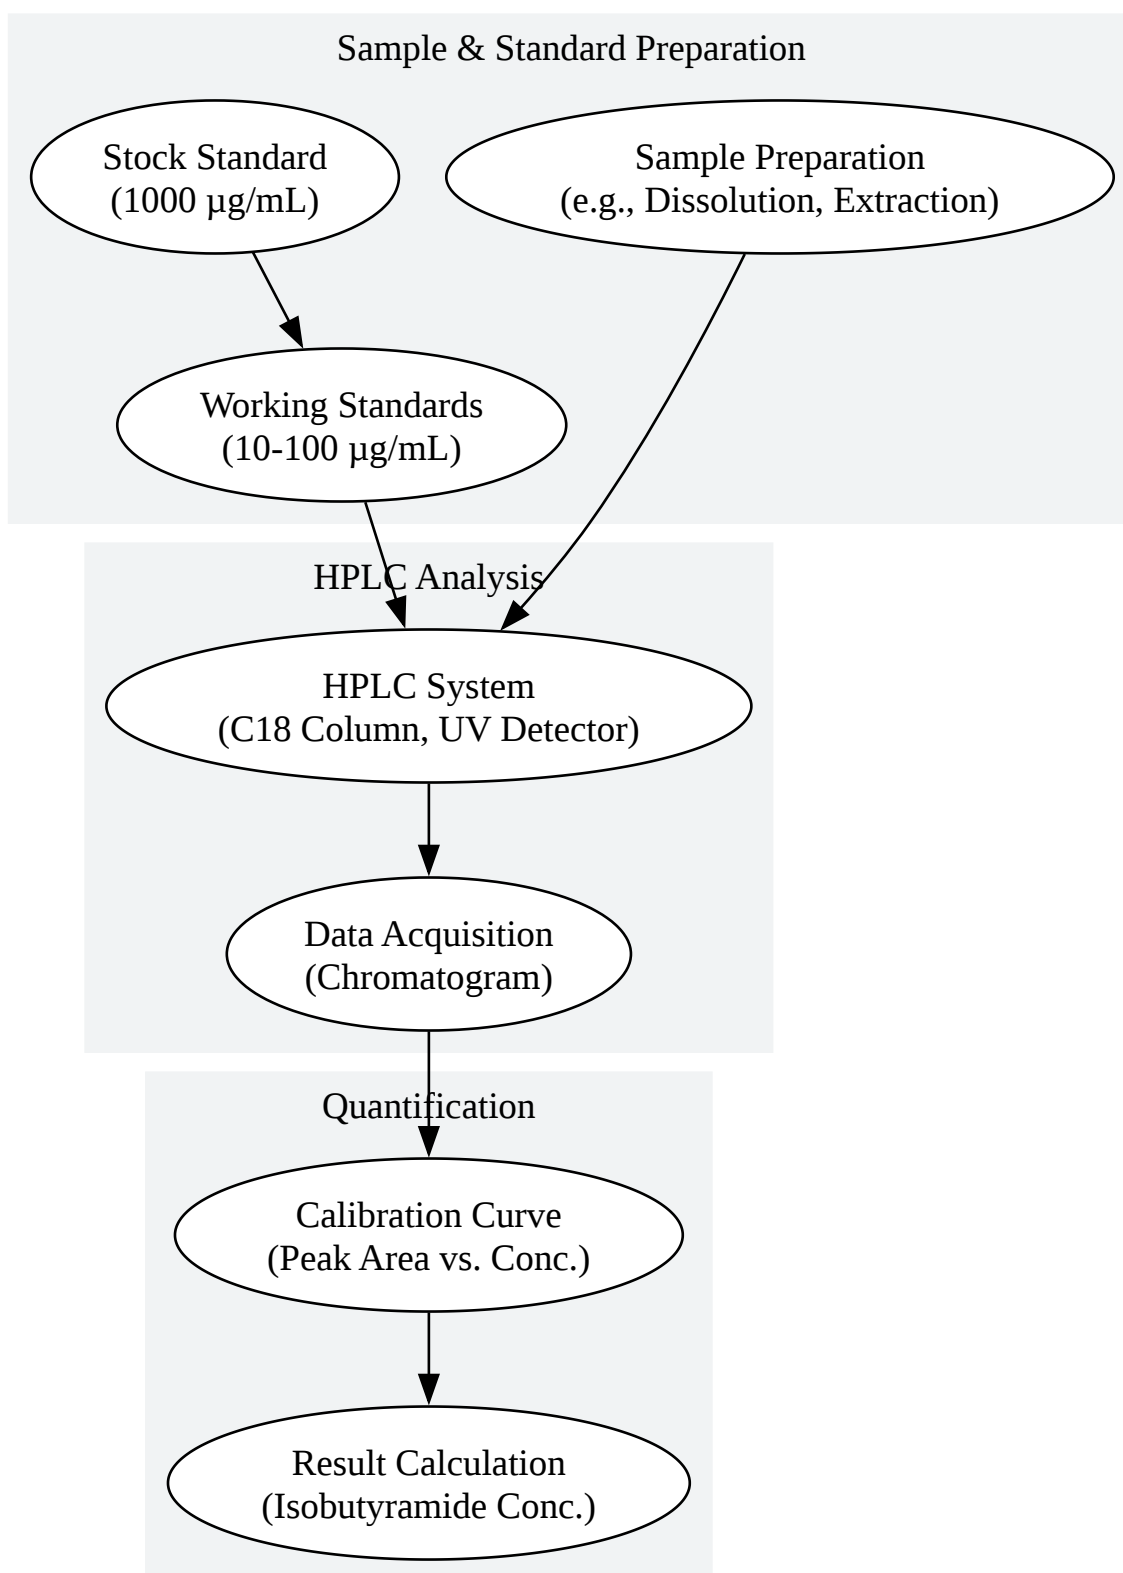 Sample & Standard Preparation
Stock Standard
(1000 µg/mL)
Sample Preparation
(e.g., Dissolution, Extraction)
Working Standards
(10-100 µg/mL)
HPLC Analysis
HPLC System
(C18 Column, UV Detector)
Data Acquisition
(Chromatogram)
Quantification
Calibration Curve
(Peak Area vs. Conc.)
Result Calculation
(Isobutyramide Conc.)